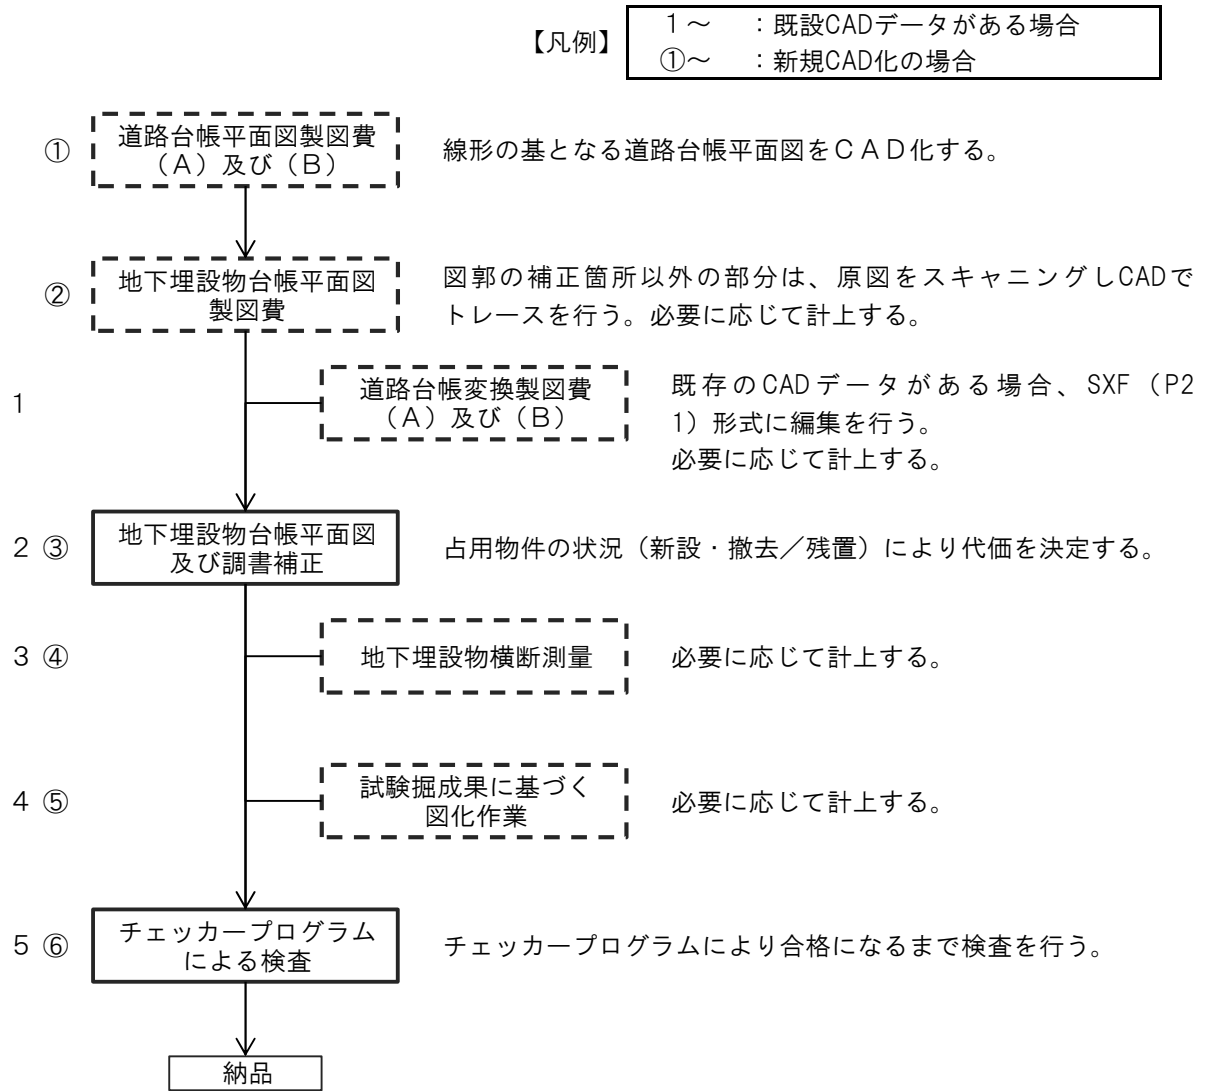 【凡例】
１～　：既設CADデータがある場合
①～　：新規CAD化の場合
①
道路台帳平面図製図費
（Ａ）及び（Ｂ）
線形の基となる道路台帳平面図をＣＡＤ化する。
②
地下埋設物台帳平面図
製図費
図郭の補正箇所以外の部分は、原図をスキャニングしCADで
トレースを行う。必要に応じて計上する。
1
道路台帳変換製図費
（Ａ）及び（Ｂ）
既存のCADデータがある場合、SXF（P2
1）形式に編集を行う。
必要に応じて計上する。
２ ③
地下埋設物台帳平面図
及び調書補正
占用物件の状況（新設・撤去／残置）により代価を決定する。
３ ④
地下埋設物横断測量
必要に応じて計上する。
４ ⑤
試験掘成果に基づく
図化作業
必要に応じて計上する。
５ ⑥
チェッカープログラム
による検査
チェッカープログラムにより合格になるまで検査を行う。
納品